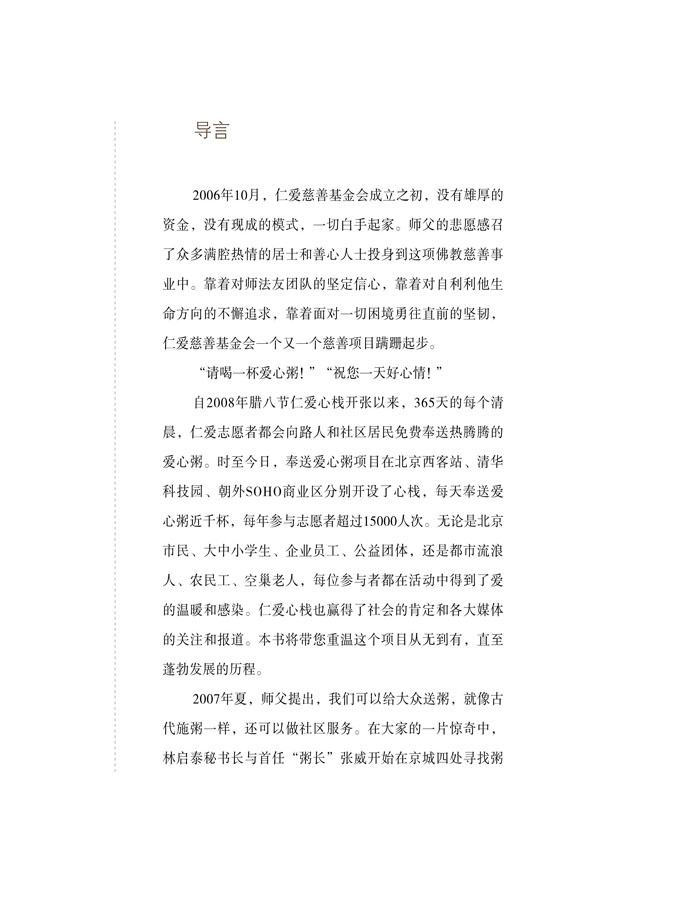 导言
2006年10月，仁爱慈善基金会成立之初，没有雄厚的
资金，没有现成的模式，一切白手起家。师父的悲愿感召
了众多满腔热情的居士和善心人士投身到这项佛教慈善事
业中。靠着对师法友团队的坚定信心，靠着对自利利他生
命方向的不懈追求，靠着面对一切困境勇往直前的坚韧，
仁爱慈善基金会一个又一个慈善项目蹒跚起步。
“请喝一杯爱心粥！”“祝您一天好心情！”
自2008年腊八节仁爱心栈开张以来，365天的每个清
晨，仁爱志愿者都会向路人和社区居民免费奉送热腾腾的
爱心粥。时至今日，奉送爱心粥项目在北京西客站、清华
科技园、朝外SOHO商业区分别开设了心栈，每天奉送爱
心粥近千杯，每年参与志愿者超过15000人次。无论是北京
市民、大中小学生、企业员工、公益团体，还是都市流浪
人、农民工、空巢老人，每位参与者都在活动中得到了爱
的温暖和感染。仁爱心栈也赢得了社会的肯定和各大媒体
的关注和报道。本书将带您重温这个项目从无到有，直至
蓬勃发展的历程。
2007年夏，师父提出，我们可以给大众送粥，就像古
代施粥一样，还可以做社区服务。在大家的一片惊奇中，
林启泰秘书长与首任“粥长”张威开始在京城四处寻找粥